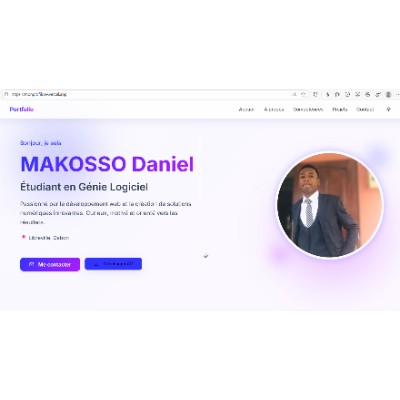 Portfolio
Accueil À propos Compétences Projets Contact
Bonjour, je suis
MAKOSSO Daniel
Étudiant en Génie Logiciel
Passionné par le développement web et la création de solutions
numériques innovantes. Curieux, motivé et orienté vers les
résultats.
Libreville, Gabon
Me contacter